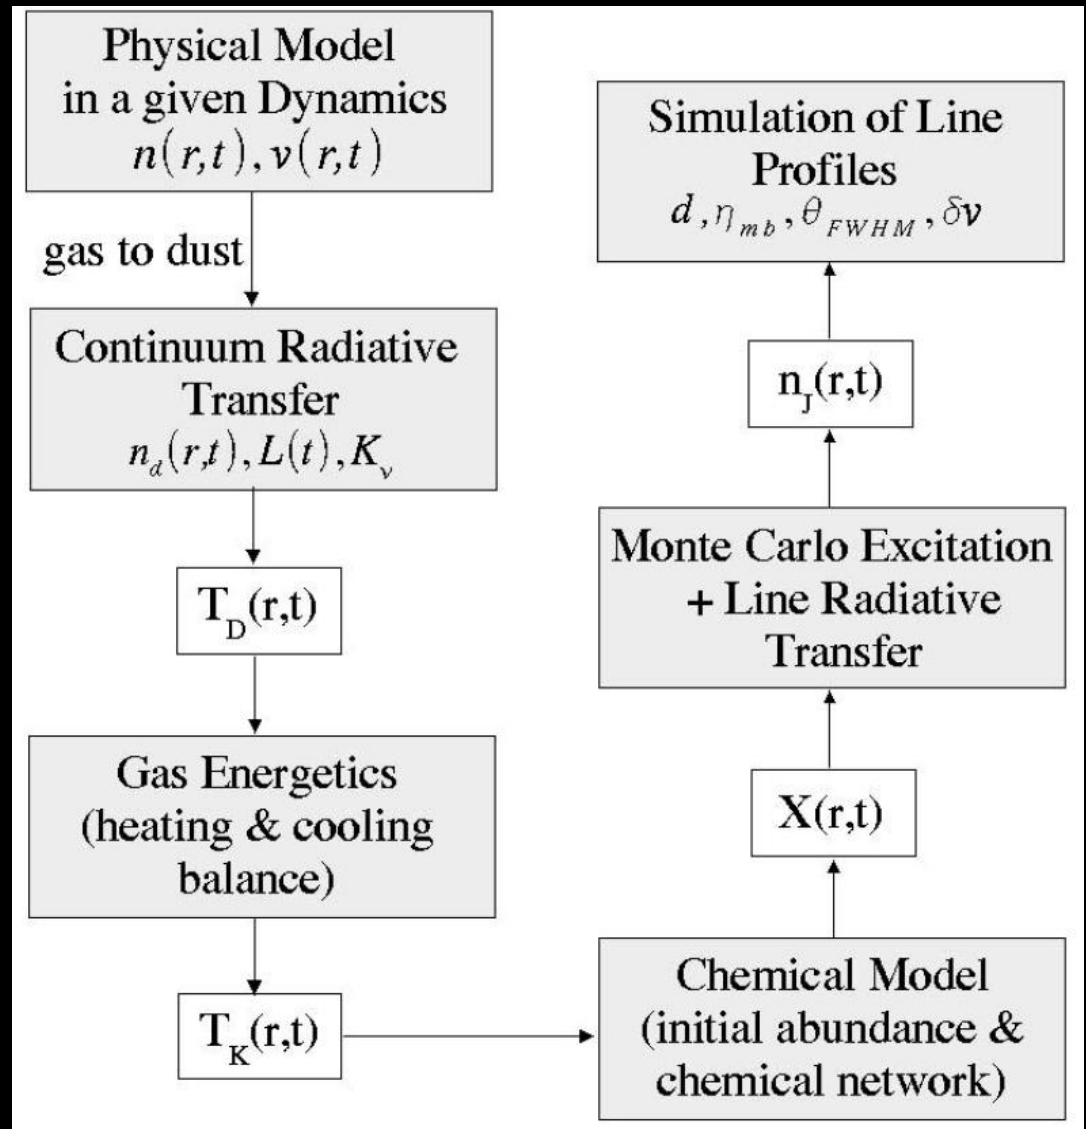 Physical Model
in a given Dynamics
n(r,t), v(r,t)
gas to dust
Continuum Radiative
Transfer
n_d(r,t), L(t), K_ν
T_D(r,t)
Gas Energetics
(heating & cooling
balance)
T_K(r,t)
Chemical Model
(initial abundance &
chemical network)
X(r,t)
Monte Carlo Excitation
+ Line Radiative
Transfer
n_J(r,t)
Simulation of Line
Profiles
d, η_mb, θ_FWHM, δv